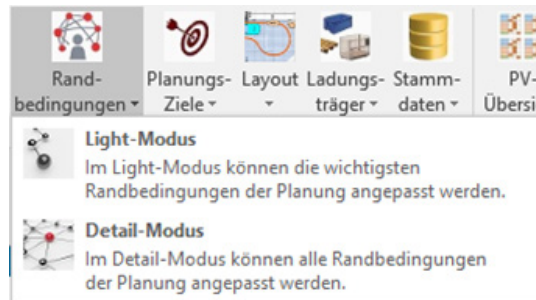 Rand-
bedingungen
Planungs-
Ziele
Layout
Ladungs-
träger
Stamm-
daten
PV-
Übersi
Light-Modus
Im Light-Modus können die wichtigsten
Randbedingungen der Planung angepasst werden.
Detail-Modus
Im Detail-Modus können alle Randbedingungen
der Planung angepasst werden.